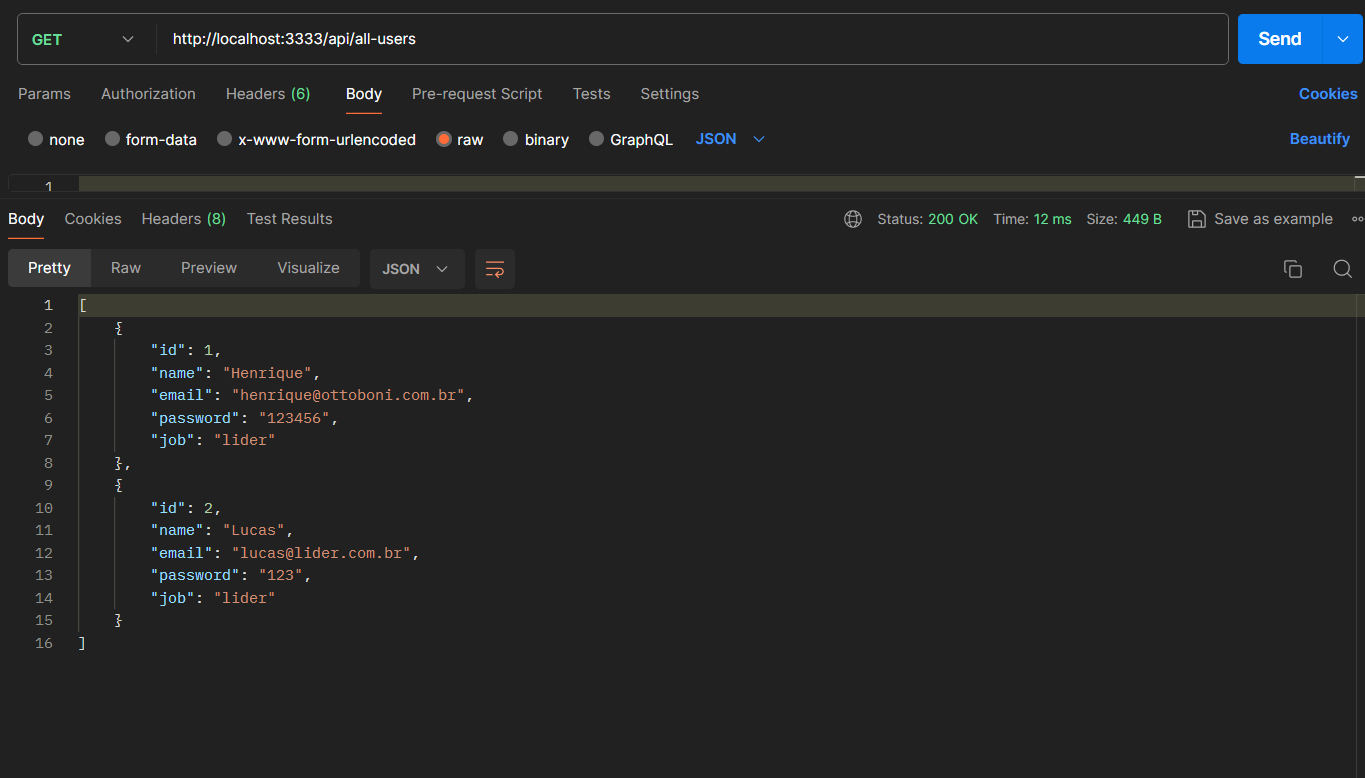 GET http://localhost:3333/api/all-users Send
Params Authorization Headers (6) Body Pre-request Script Tests Settings Cookies
none form-data x-www-form-urlencoded raw binary GraphQL JSON Beautify
1
Body Cookies Headers (8) Test Results Status: 200 OK Time: 12 ms Size: 449 B Save as example
Pretty Raw Preview Visualize JSON
1 [
2 {
3 "id": 1,
4 "name": "Henrique",
5 "email": "henrique@ottoboni.com.br",
6 "password": "123456",
7 "job": "lider"
8 },
9 {
10 "id": 2,
11 "name": "Lucas",
12 "email": "lucas@lider.com.br",
13 "password": "123",
14 "job": "lider"
15 }
16 ]